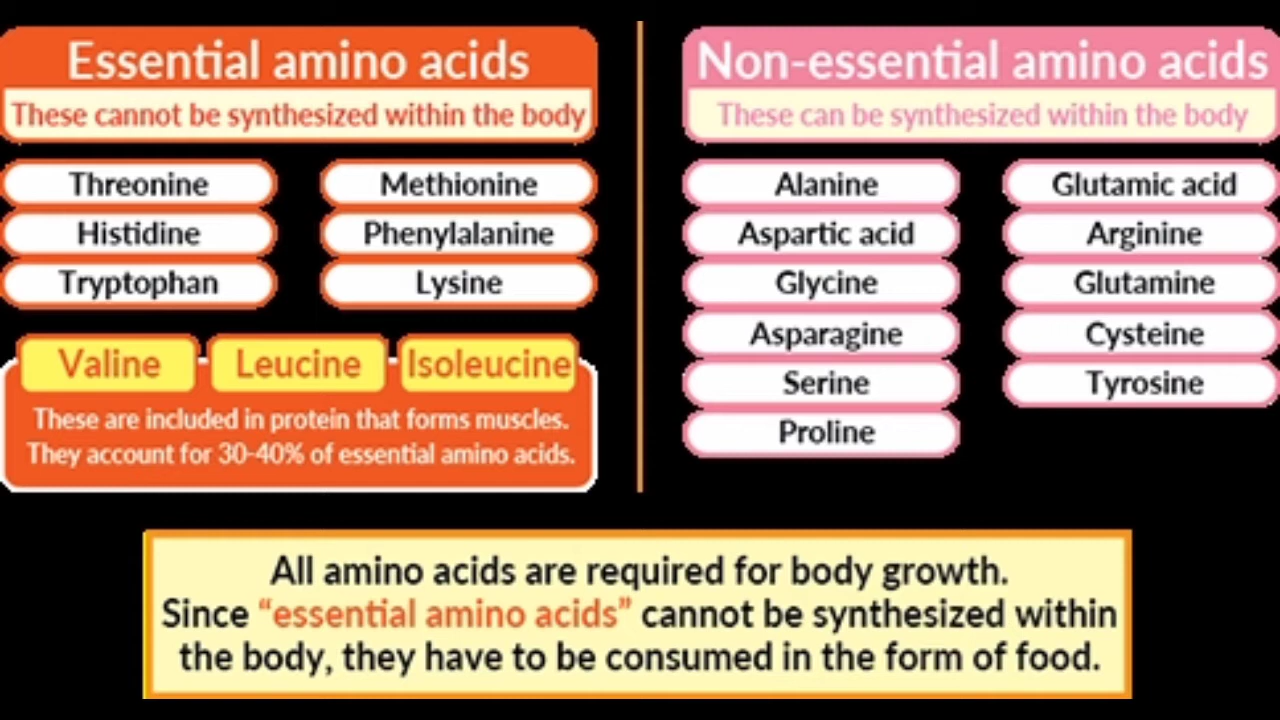 Essential amino acids
These cannot be synthesized within the body
Threonine
Methionine
Histidine
Phenylalanine
Tryptophan
Lysine
Valine
Leucine
Isoleucine
These are included in protein that forms muscles.
They account for 30-40% of essential amino acids.
Non-essential amino acids
These can be synthesized within the body
Alanine
Glutamic acid
Aspartic acid
Arginine
Glycine
Glutamine
Asparagine
Cysteine
Serine
Tyrosine
Proline
All amino acids are required for body growth.
Since “essential amino acids” cannot be synthesized within
the body, they have to be consumed in the form of food.